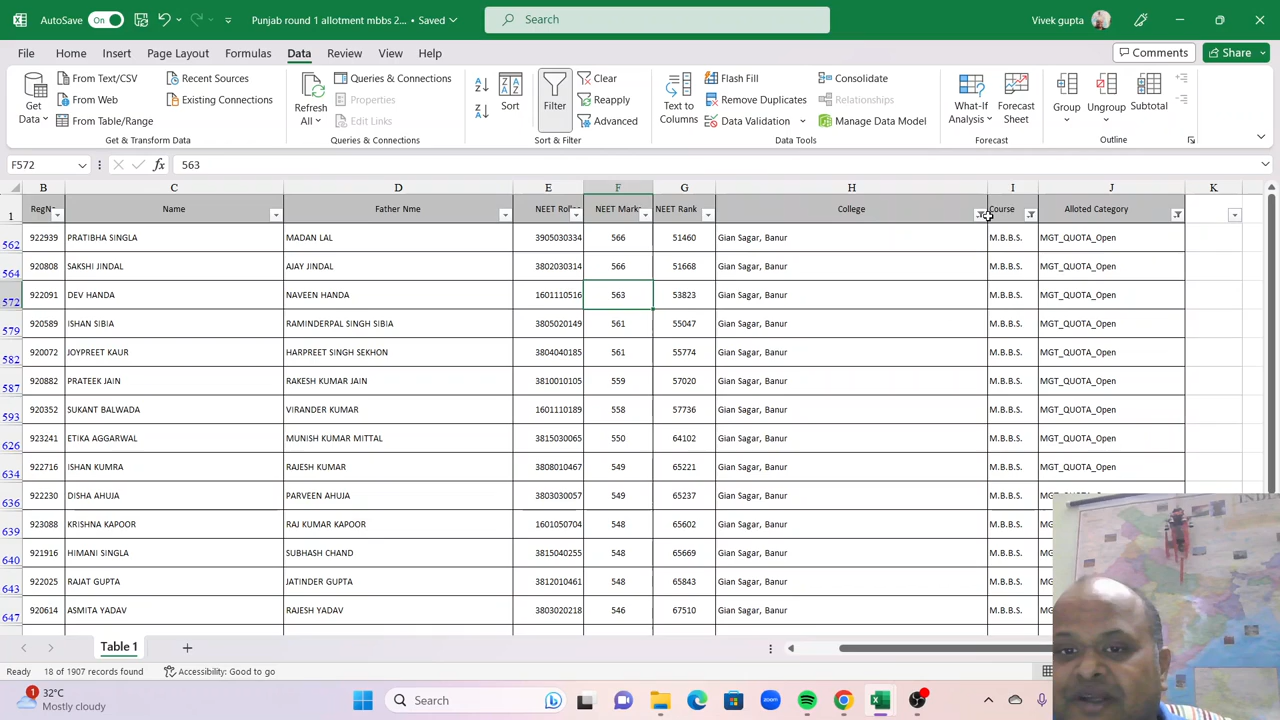 AutoSave On Punjab round 1 allotment mbbs 2... • Saved Search Vivek gupta
File Home Insert Page Layout Formulas Data Review View Help Comments Share
Get Data From Text/CSV Recent Sources Refresh All Queries & Connections Sort Filter Clear Text to Columns Flash Fill Consolidate What-If Analysis Forecast Sheet Group Ungroup Subtotal
From Web Existing Connections Properties Reapply Remove Duplicates Relationships
From Table/Range Edit Links Advanced Data Validation Manage Data Model
Get & Transform Data Queries & Connections Sort & Filter Data Tools Forecast Outline
F572 fx 563
B C D E F G H I J K
1 RegN Name Father Nme NEET Rollo NEET Mark NEET Rank College Course Alloted Category
562 922939 PRATIBHA SINGLA MADAN LAL 3905030334 566 51460 Gian Sagar, Banur M.B.B.S. MGT_QUOTA_Open
564 920808 SAKSHI JINDAL AJAY JINDAL 3802030314 566 51668 Gian Sagar, Banur M.B.B.S. MGT_QUOTA_Open
572 922091 DEV HANDA NAVEEN HANDA 1601110516 563 53823 Gian Sagar, Banur M.B.B.S. MGT_QUOTA_Open
579 920589 ISHAN SIBIA RAMINDERPAL SINGH SIBIA 3805020149 561 55047 Gian Sagar, Banur M.B.B.S. MGT_QUOTA_Open
582 920072 JOYPREET KAUR HARPREET SINGH SEKHON 3804040185 561 55774 Gian Sagar, Banur M.B.B.S. MGT_QUOTA_Open
587 920882 PRATEEK JAIN RAKESH KUMAR JAIN 3810010105 559 57020 Gian Sagar, Banur M.B.B.S. MGT_QUOTA_Open
593 920352 SUKANT BALWADA VIRANDER KUMAR 1601110189 558 57736 Gian Sagar, Banur M.B.B.S. MGT_QUOTA_Open
626 923241 ETIKA AGGARWAL MUNISH KUMAR MITTAL 3815030065 550 64102 Gian Sagar, Banur M.B.B.S. MGT_QUOTA_Open
634 922716 ISHAN KUMRA RAJESH KUMAR 3808010467 549 65221 Gian Sagar, Banur M.B.B.S. MGT_QUOTA_Open
636 922230 DISHA AHUJA PARVEEN AHUJA 3803030057 549 65237 Gian Sagar, Banur M.B.B.S. MGT_QUOTA_Open
639 923088 KRISHNA KAPOOR RAJ KUMAR KAPOOR 1601050704 548 65602 Gian Sagar, Banur M.B.B.S.
640 921916 HIMANI SINGLA SUBHASH CHAND 3815040255 548 65669 Gian Sagar, Banur M.B.B.S.
643 922025 RAJAT GUPTA JATINDER GUPTA 3812010461 548 65843 Gian Sagar, Banur M.B.B.S.
647 920614 ASMITA YADAV RAJESH YADAV 3803020218 546 67510 Gian Sagar, Banur M.B.B.S.
Table 1
Ready 18 of 1907 records found Accessibility: Good to go
1 32°C Mostly cloudy Search zoom